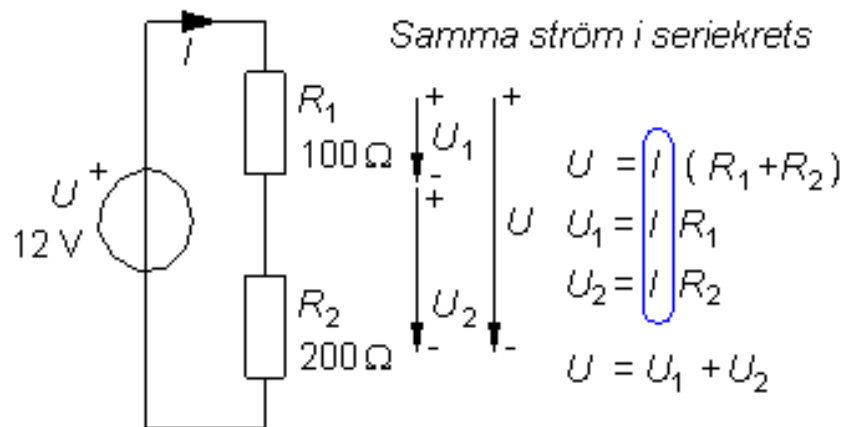 Samma ström i seriekrets
I
R₁
100 Ω
U +
12 V
R₂
200 Ω
+
U₁
-
+
U₂
-
+
U
-
U = I (R₁+R₂)
U₁ = I R₁
U₂ = I R₂
U = U₁ + U₂